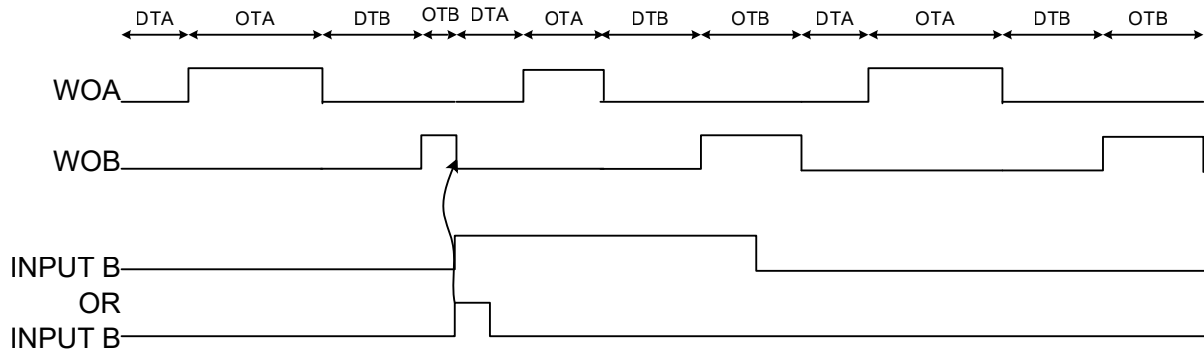 DTA OTA DTB OTB DTA OTA DTB OTB DTA OTA DTB OTB
WOA
WOB
INPUT B
OR
INPUT B